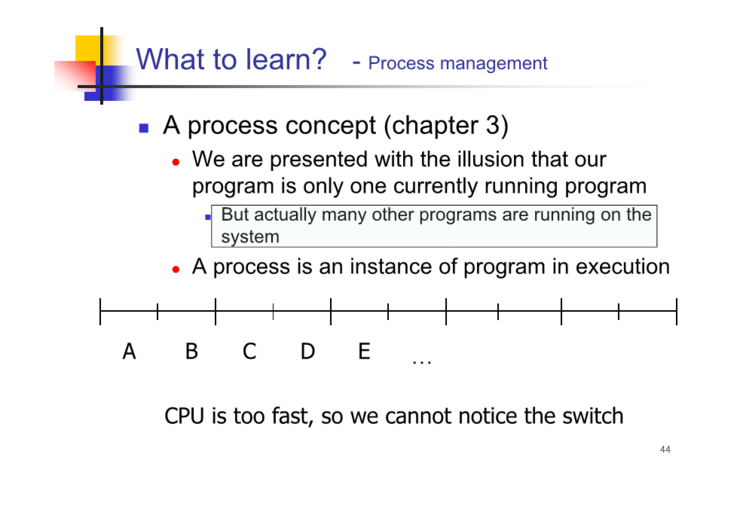 What to learn? - Process management
A process concept (chapter 3)
We are presented with the illusion that our
program is only one currently running program
But actually many other programs are running on the
system
A process is an instance of program in execution
A B C D E ...
CPU is too fast, so we cannot notice the switch
44